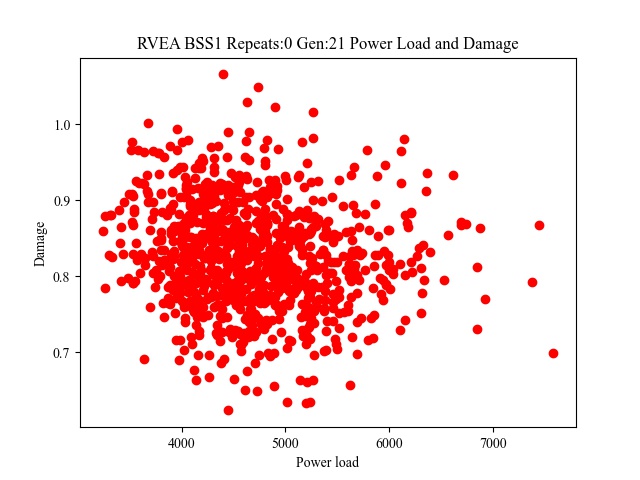 RVEA BSS1 Repeats:0 Gen:21 Power Load and Damage
1.0
0.9
0.8
0.7
Damage
4000 5000 6000 7000
Power load